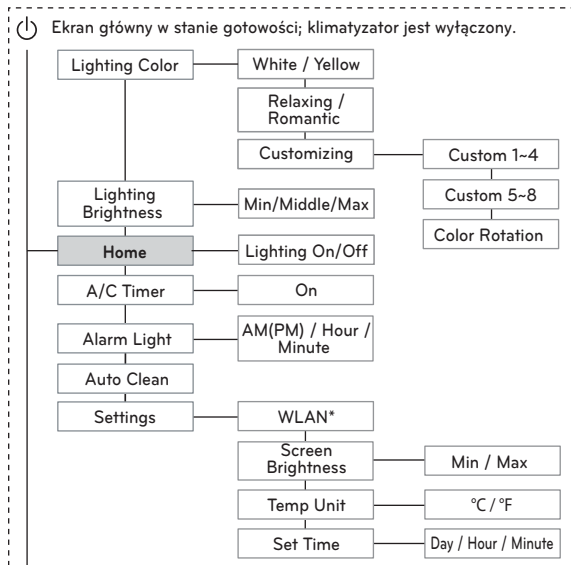 Ekran główny w stanie gotowości; klimatyzator jest wyłączony.
Lighting Color
White / Yellow
Relaxing /
Romantic
Customizing
Custom 1~4
Custom 5~8
Color Rotation
Lighting
Brightness
Min/Middle/Max
Home
Lighting On/Off
A/C Timer
On
Alarm Light
AM(PM) / Hour /
Minute
Auto Clean
Settings
WLAN*
Screen
Brightness
Min / Max
Temp Unit
°C / °F
Set Time
Day / Hour / Minute